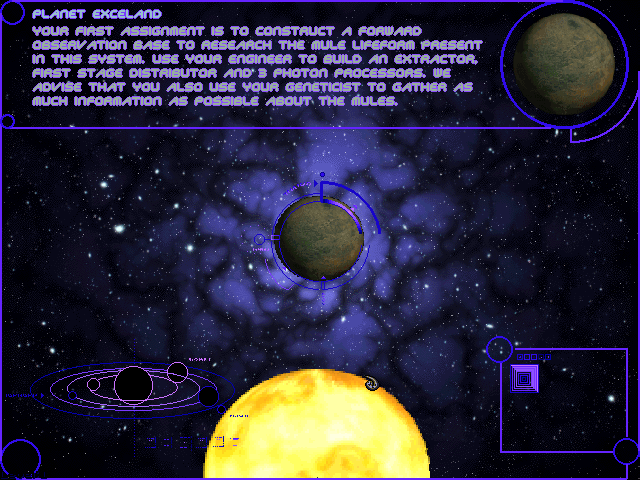 PLANET EXCELAND
YOUR FIRST ASSIGNMENT IS TO CONSTRUCT A FORWARD
OBSERVATION BASE TO RESEARCH THE MULE LIFEFORM PRESENT
IN THIS SYSTEM. USE YOUR ENGINEER TO BUILD AN EXTRACTOR,
FIRST STAGE DISTRIBUTOR AND 3 PHOTON PROCESSORS. WE
ADVISE THAT YOU ALSO USE YOUR GENETICIST TO GATHER AS
MUCH INFORMATION AS POSSIBLE ABOUT THE MULES.